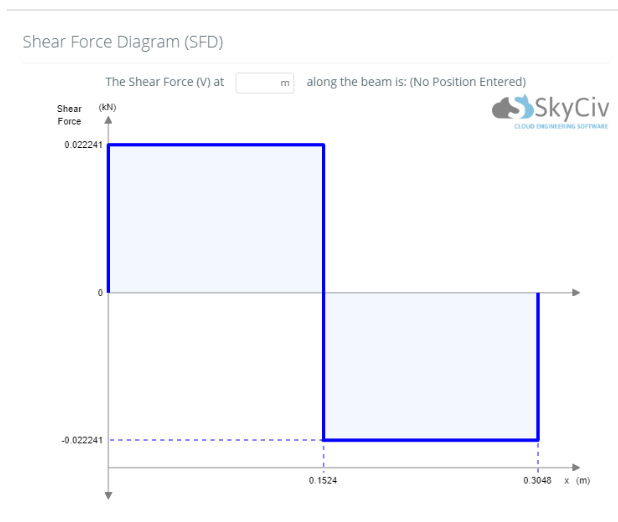 Shear Force Diagram (SFD)
The Shear Force (V) at m along the beam is: (No Position Entered)
Shear Force (kN)
SkyCiv
CLOUD ENGINEERING SOFTWARE
0.022241
0
-0.022241
0.1524 0.3048 x (m)